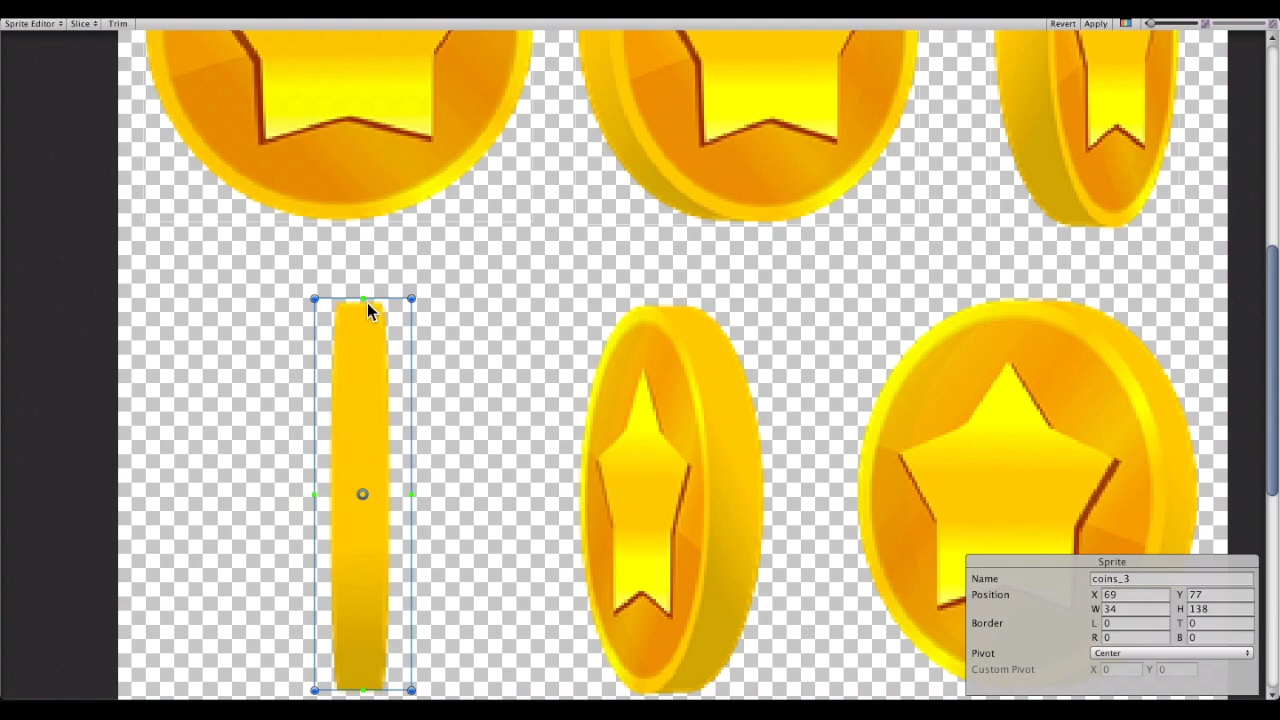 Sprite Editor Slice Trim Revert Apply
Sprite
Name coins_3
Position X 69 Y 77
W 34 H 138
Border L 0 T 0
R 0 B 0
Pivot Center
Custom Pivot X 0 Y 0